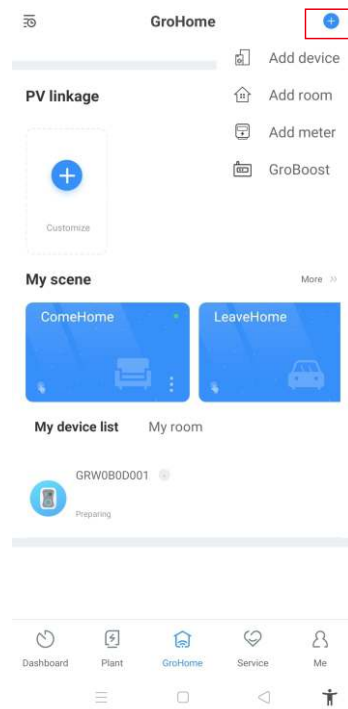 GroHome
Add device
PV linkage
Add room
Add meter
GroBoost
Customize
My scene
More
ComeHome
LeaveHome
My device list
My room
GRW0B0D001
Preparing
Dashboard
Plant
GroHome
Service
Me